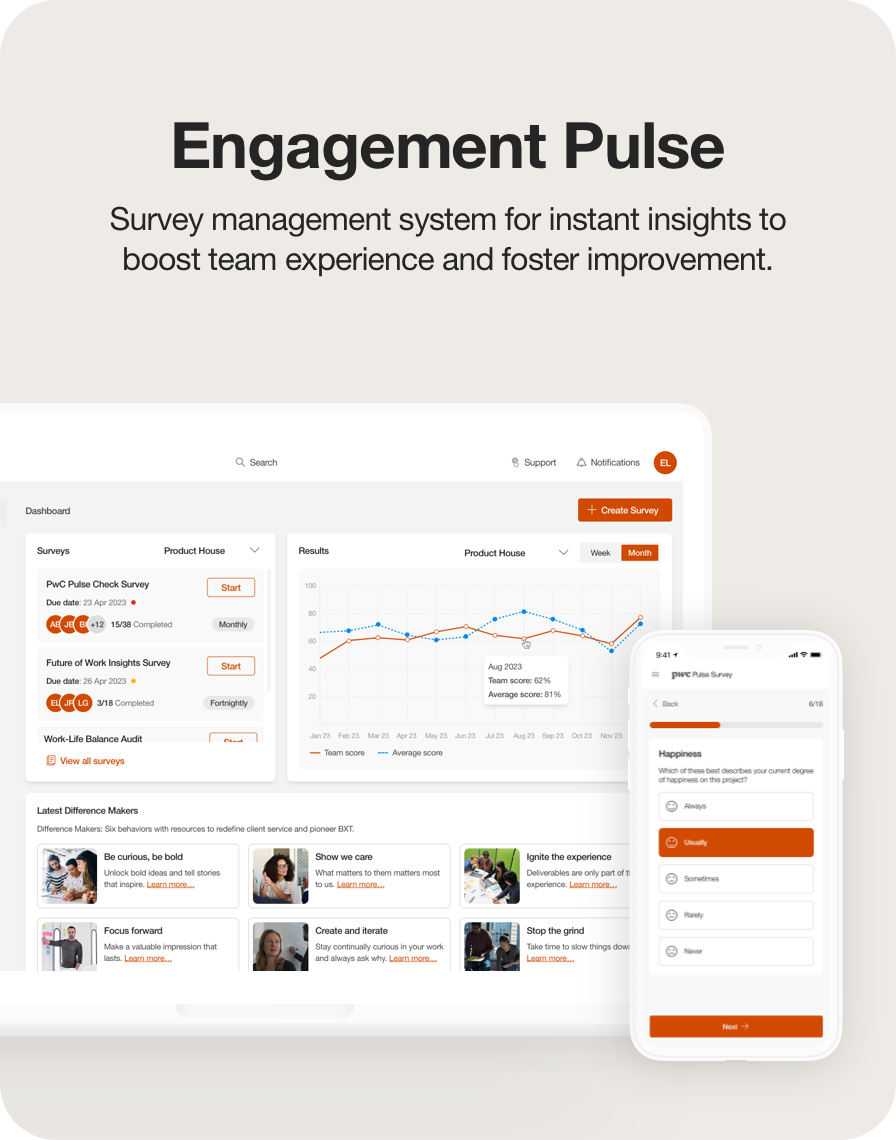 Engagement Pulse
Survey management system for instant insights to
boost team experience and foster improvement.
Search
Support
Notifications
EL
Dashboard
Create Survey
Surveys
Product House
PwC Pulse Check Survey
Start
Due date: 23 Apr 2023
+12
15/38 Completed
Monthly
Future of Work Insights Survey
Start
Due date: 26 Apr 2023
LG
3/18 Completed
Fortnightly
Work-Life Balance Audit
Start
View all surveys
Results
Product House
Week
Month
100
80
60
40
20
Aug 2023
Team score: 62%
Average score: 81%
Jan 23 Feb 23 Mar 23 Apr 23 May 23 Jun 23 Jul 23 Aug 23 Sep 23 Oct 23 Nov 23
Team score
Average score
Latest Difference Makers
Difference Makers: Six behaviors with resources to redefine client service and pioneer BXT.
Be curious, be bold
Unlock bold ideas and tell stories
that inspire. Learn more...
Show we care
What matters to them matters most
to us. Learn more...
Ignite the experience
Deliverables are only part of
experience. Learn more...
Focus forward
Make a valuable impression that
lasts. Learn more...
Create and iterate
Stay continually curious in your work
and always ask why. Learn more...
Stop the grind
Take time to slow things down
Learn more...
9:41
pwc Pulse Survey
Back
6/18
Happiness
Which of these best describes your current degree
of happiness on this project?
Always
Usually
Sometimes
Rarely
Never
Next